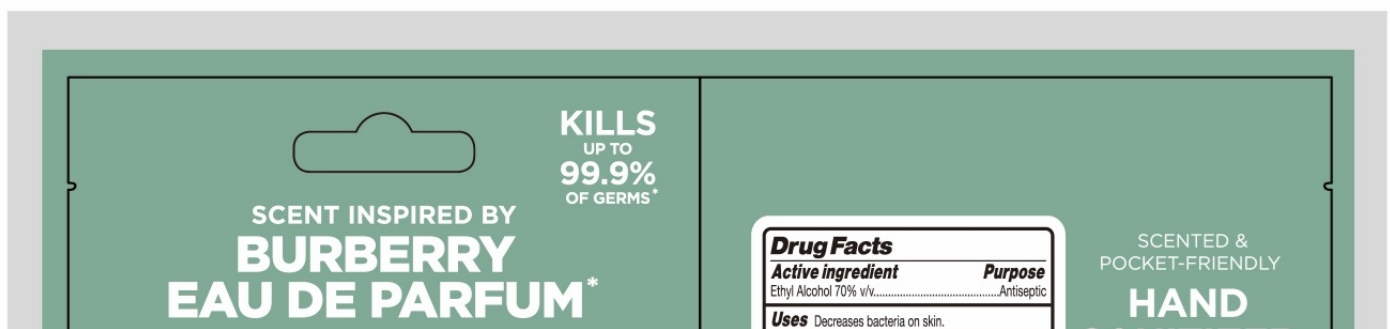 KILLS
UP TO
99.9%
OF GERMS*
SCENT INSPIRED BY
BURBERRY
EAU DE PARFUM*
Drug Facts
Active ingredient Purpose
Ethyl Alcohol 70% v/v..........................................Antiseptic
Uses Decreases bacteria on skin.
SCENTED &
POCKET-FRIENDLY
HAND